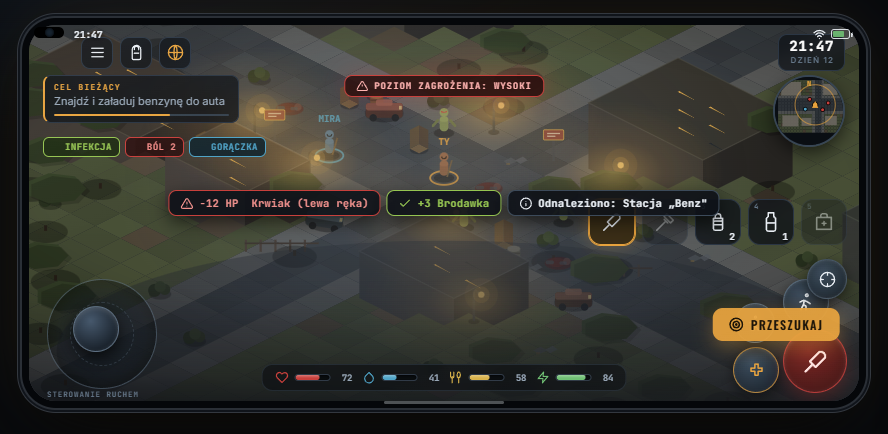 21:47
21:47
DZIEŃ 12
CEL BIEŻĄCY
Znajdź i załaduj benzynę do auta
POZIOM ZAGROŻENIA: WYSOKI
N
MIRA
TY
INFEKCJA
BÓL 2
GORĄCZKA
-12 HP Krwiak (lewa ręka)
+3 Brodawka
Odnaleziono: Stacja „Benz"
2
4
1
5
PRZESZUKAJ
72
41
58
84
STEROWANIE RUCHEM